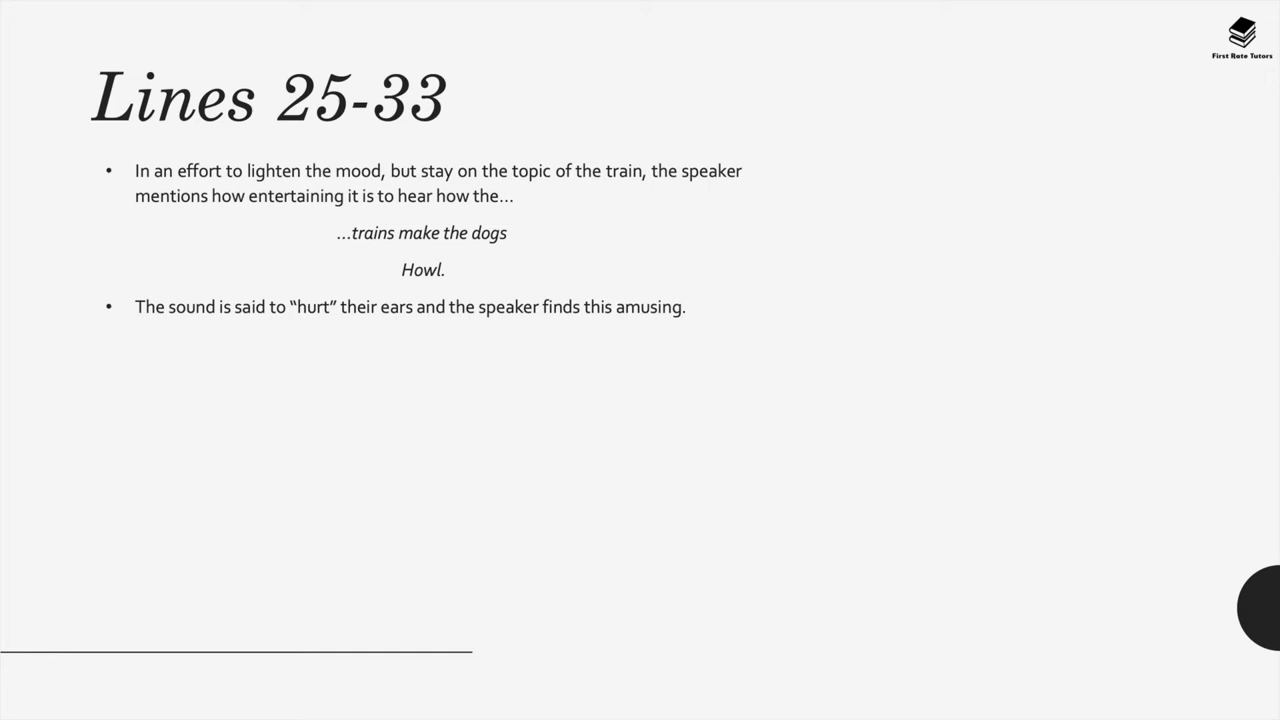 First Rate Tutors
Lines 25-33
• In an effort to lighten the mood, but stay on the topic of the train, the speaker
mentions how entertaining it is to hear how the…
…trains make the dogs
Howl.
• The sound is said to “hurt” their ears and the speaker finds this amusing.